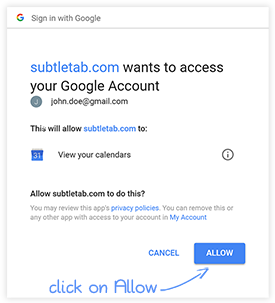 Sign in with Google
subtletab.com wants to access
your Google Account
J john.doe@gmail.com
This will allow subtletab.com to:
31 View your calendars
Allow subtletab.com to do this?
You may review this app's privacy policies. You can remove this or
any other app with access to your account in My Account
CANCEL ALLOW
click on Allow